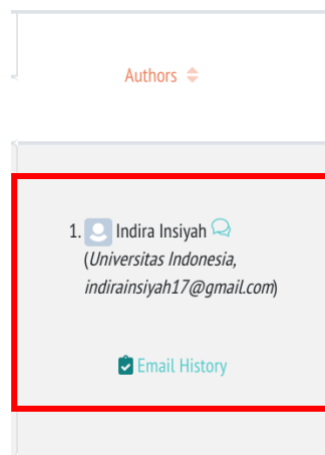 Authors
1. Indira Insiyah
(Universitas Indonesia,
indirainsiyah17@gmail.com)
Email History